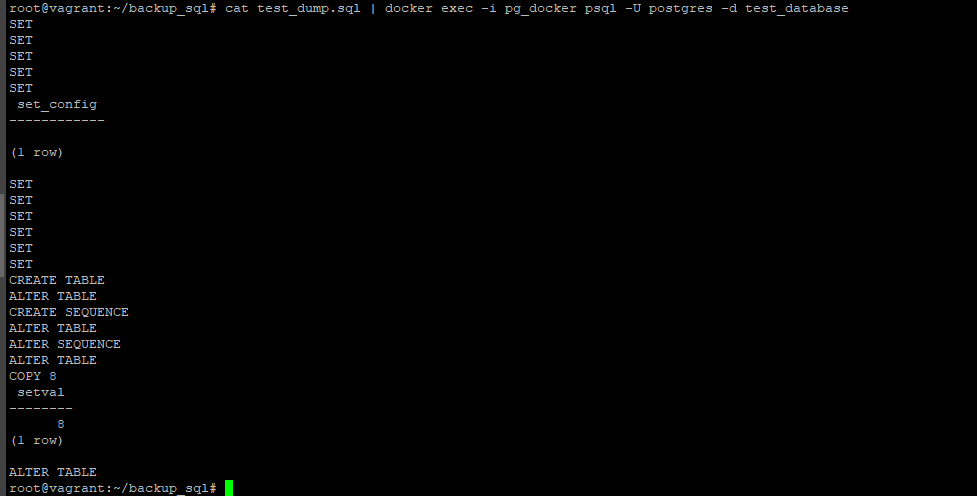 root@vagrant:~/backup_sql# cat test_dump.sql | docker exec -i pg_docker psql -U postgres -d test_database
SET
SET
SET
SET
SET
 set_config
------------

(1 row)

SET
SET
SET
SET
SET
SET
CREATE TABLE
ALTER TABLE
CREATE SEQUENCE
ALTER TABLE
ALTER SEQUENCE
ALTER TABLE
COPY 8
 setval
--------
      8
(1 row)

ALTER TABLE
root@vagrant:~/backup_sql#